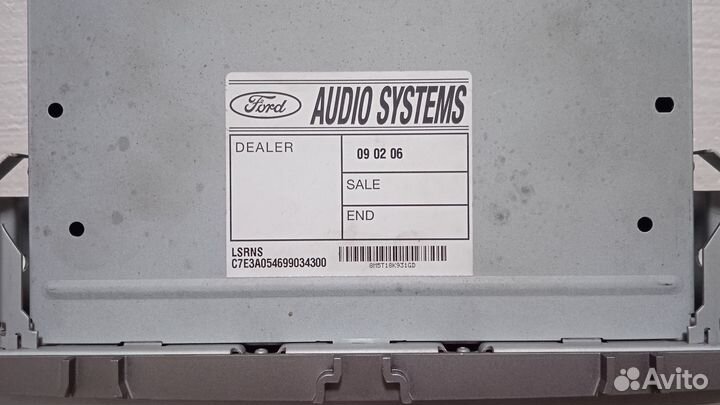 Ford AUDIO SYSTEMS
DEALER
09 02 06
SALE
END
LSRNS
C7E3A054699034300
8M5T18K931GD
Avito